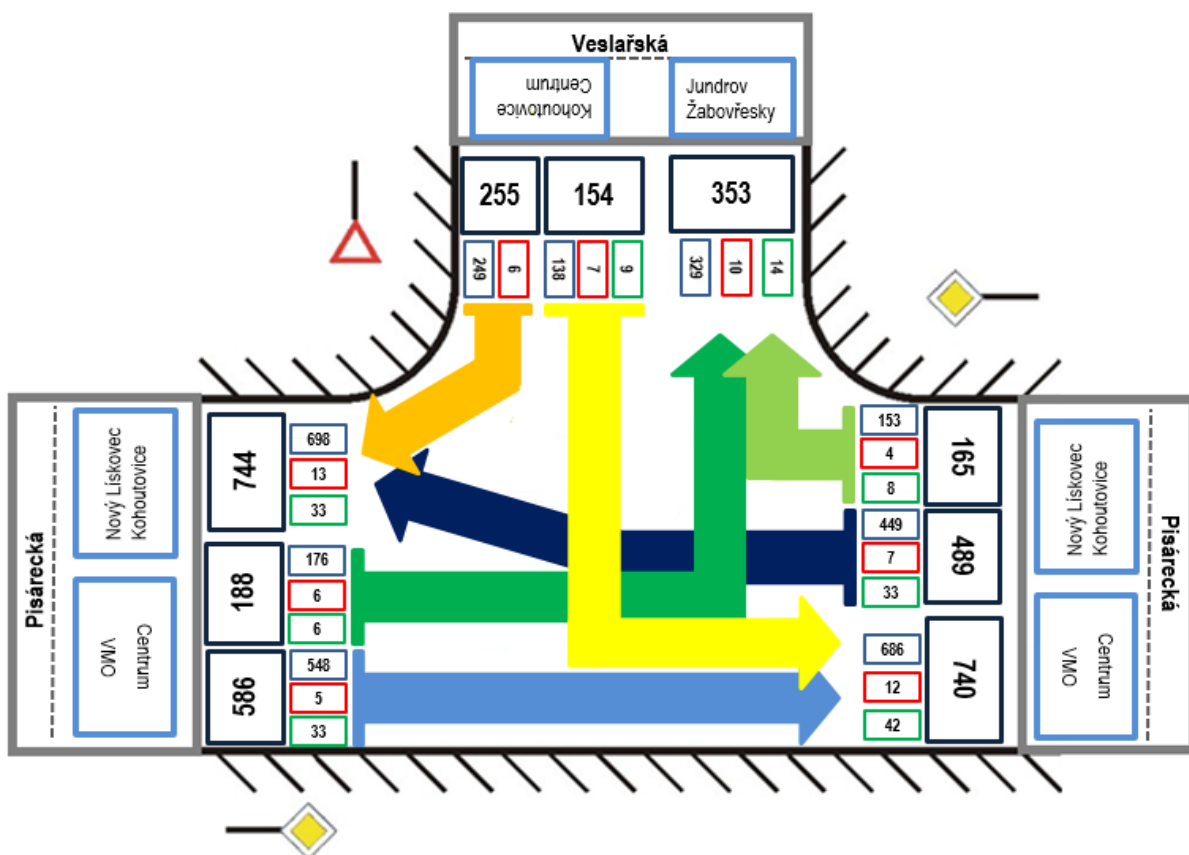 Veslařská
Kohoutovice
Centrum
Jundrov
Žabovřesky
255
154
353
249
6
138
7
9
329
10
14
Pisárecká
Nový Lískovec
Kohoutovice
744
698
13
33
188
176
6
6
Centrum
VMO
586
548
5
33
153
4
8
165
449
7
33
489
Nový Lískovec
Kohoutovice
Pisárecká
686
12
42
740
Centrum
VMO